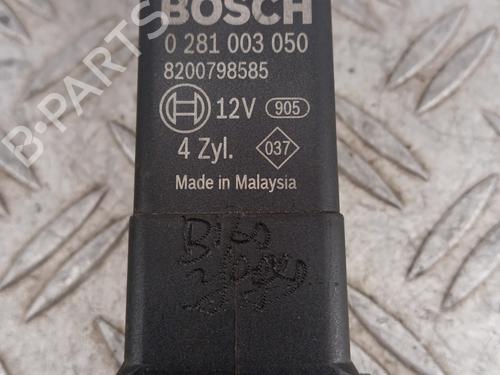 BOSCH
0 281 003 050
8200798585
12V 905
4 Zyl. 037
Made in Malaysia
B-PARTS